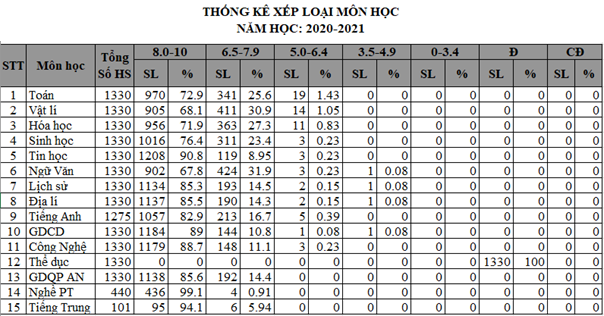 THỐNG KÊ XẾP LOẠI MÔN HỌC
NĂM HỌC: 2020-2021
STT Môn học Tổng Số HS 8.0-10 6.5-7.9 5.0-6.4 3.5-4.9 0-3.4 Đ CĐ
SL % SL % SL % SL % SL % SL % SL %
1 Toán 1330 970 72.9 341 25.6 19 1.43 0 0 0 0 0 0 0 0
2 Vật lí 1330 905 68.1 411 30.9 14 1.05 0 0 0 0 0 0 0 0
3 Hóa học 1330 956 71.9 363 27.3 11 0.83 0 0 0 0 0 0 0 0
4 Sinh học 1330 1016 76.4 311 23.4 3 0.23 0 0 0 0 0 0 0 0
5 Tin học 1330 1208 90.8 119 8.95 3 0.23 0 0 0 0 0 0 0 0
6 Ngữ Văn 1330 902 67.8 424 31.9 3 0.23 1 0.08 0 0 0 0 0 0
7 Lịch sử 1330 1134 85.3 193 14.5 2 0.15 1 0.08 0 0 0 0 0 0
8 Địa lí 1330 1137 85.5 190 14.3 2 0.15 1 0.08 0 0 0 0 0 0
9 Tiếng Anh 1275 1057 82.9 213 16.7 5 0.39 0 0 0 0 0 0 0 0
10 GDCD 1330 1184 89 144 10.8 1 0.08 1 0.08 0 0 0 0 0 0
11 Công Nghệ 1330 1179 88.7 148 11.1 3 0.23 0 0 0 0 0 0 0 0
12 Thể dục 1330 0 0 0 0 0 0 0 0 0 0 1330 100 0 0
13 GDQP AN 1330 1138 85.6 192 14.4 0 0 0 0 0 0 0 0 0 0
14 Nghề PT 440 436 99.1 4 0.91 0 0 0 0 0 0 0 0 0 0
15 Tiếng Trung 101 95 94.1 6 5.94 0 0 0 0 0 0 0 0 0 0